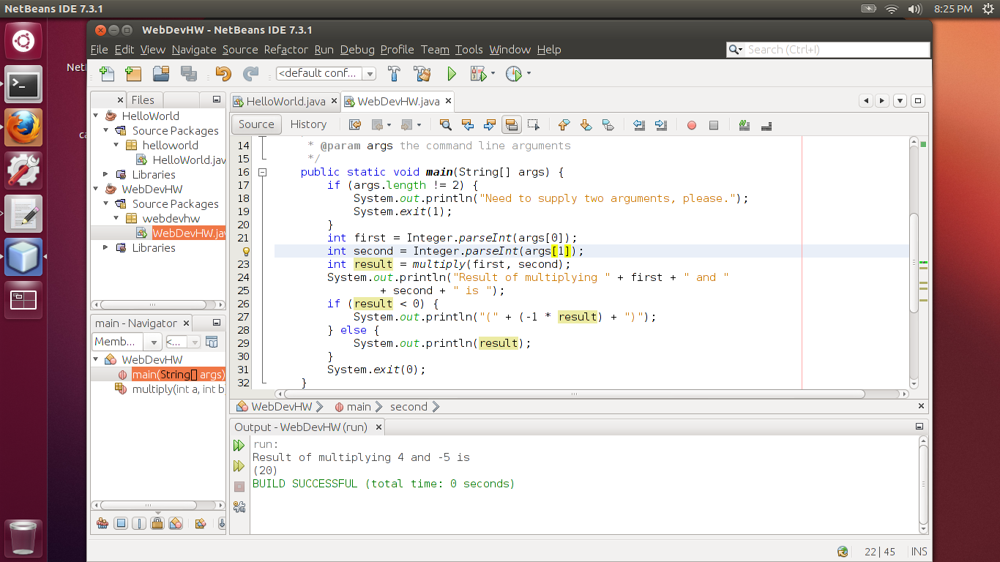 NetBeans IDE 7.3.1
8:25 PM
Net
ca
WebDevHW - NetBeans IDE 7.3.1
File Edit View Navigate Source Refactor Run Debug Profile Team Tools Window Help
Search (Ctrl+I)
<default conf...
Files
HelloWorld
Source Packages
helloworld
HelloWorld.jav
Libraries
WebDevHW
Source Packages
webdevhw
WebDevHW.jav
Libraries
main - Navigator
Memb...
<...
WebDevHW
main(String[] args)
multiply(int a, int b
HelloWorld.java
WebDevHW.java
Source History
14 * @param args the command line arguments
15 */
16 public static void main(String[] args) {
17 if (args.length != 2) {
18 System.out.println("Need to supply two arguments, please.");
19 System.exit(1);
20 }
21 int first = Integer.parseInt(args[0]);
int second = Integer.parseInt(args[1]);
23 int result = multiply(first, second);
24 System.out.println("Result of multiplying " + first + " and "
25 + second + " is ");
26 if (result < 0) {
27 System.out.println("(" + (-1 * result) + ")");
28 } else {
29 System.out.println(result);
30 }
31 System.exit(0);
32 }
WebDevHW main second
Output - WebDevHW (run)
run:
Result of multiplying 4 and -5 is
(20)
BUILD SUCCESSFUL (total time: 0 seconds)
22 | 45 INS